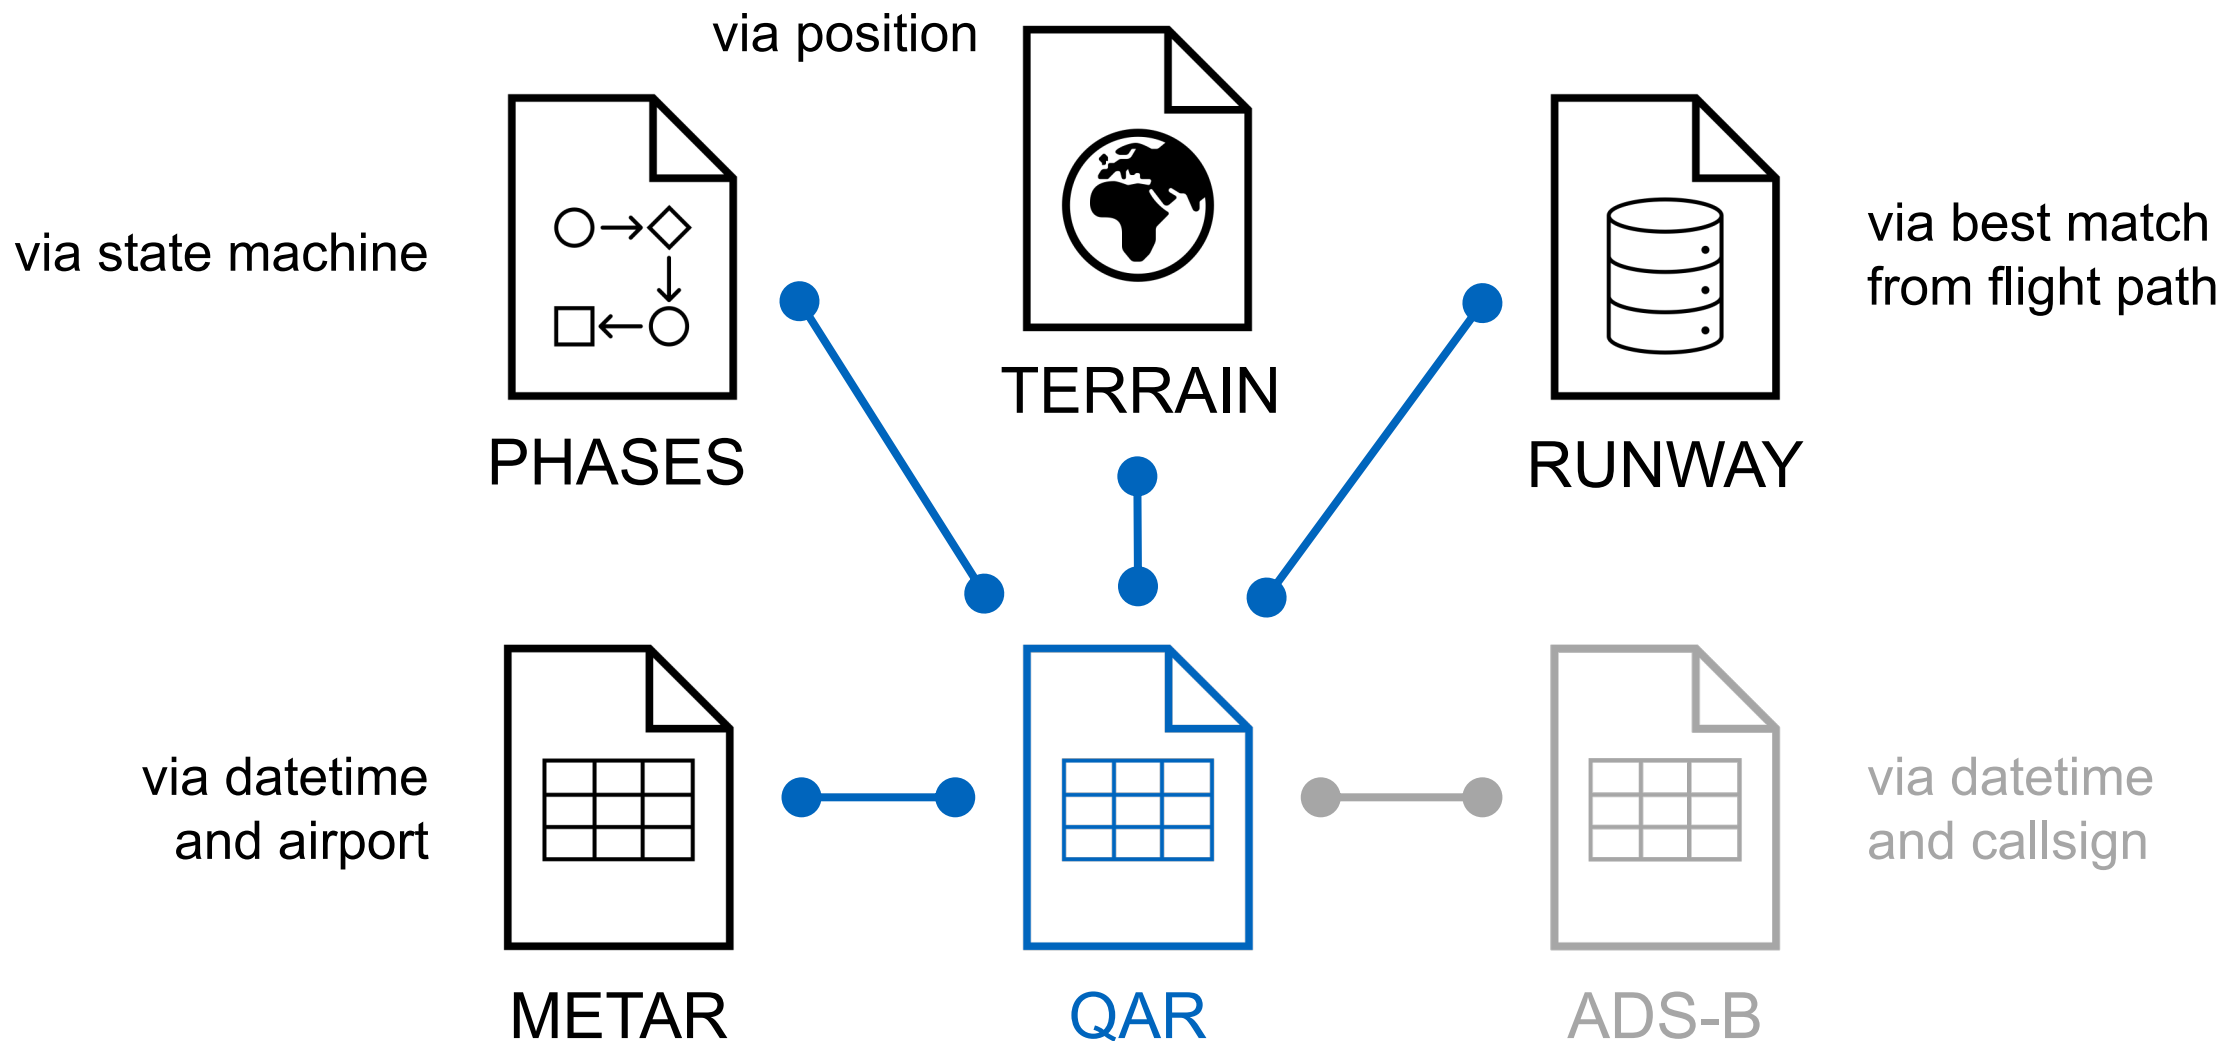 via position
via state machine
via best match
from flight path
TERRAIN
PHASES
RUNWAY
via datetime
and airport
via datetime
and callsign
METAR
QAR
ADS-B